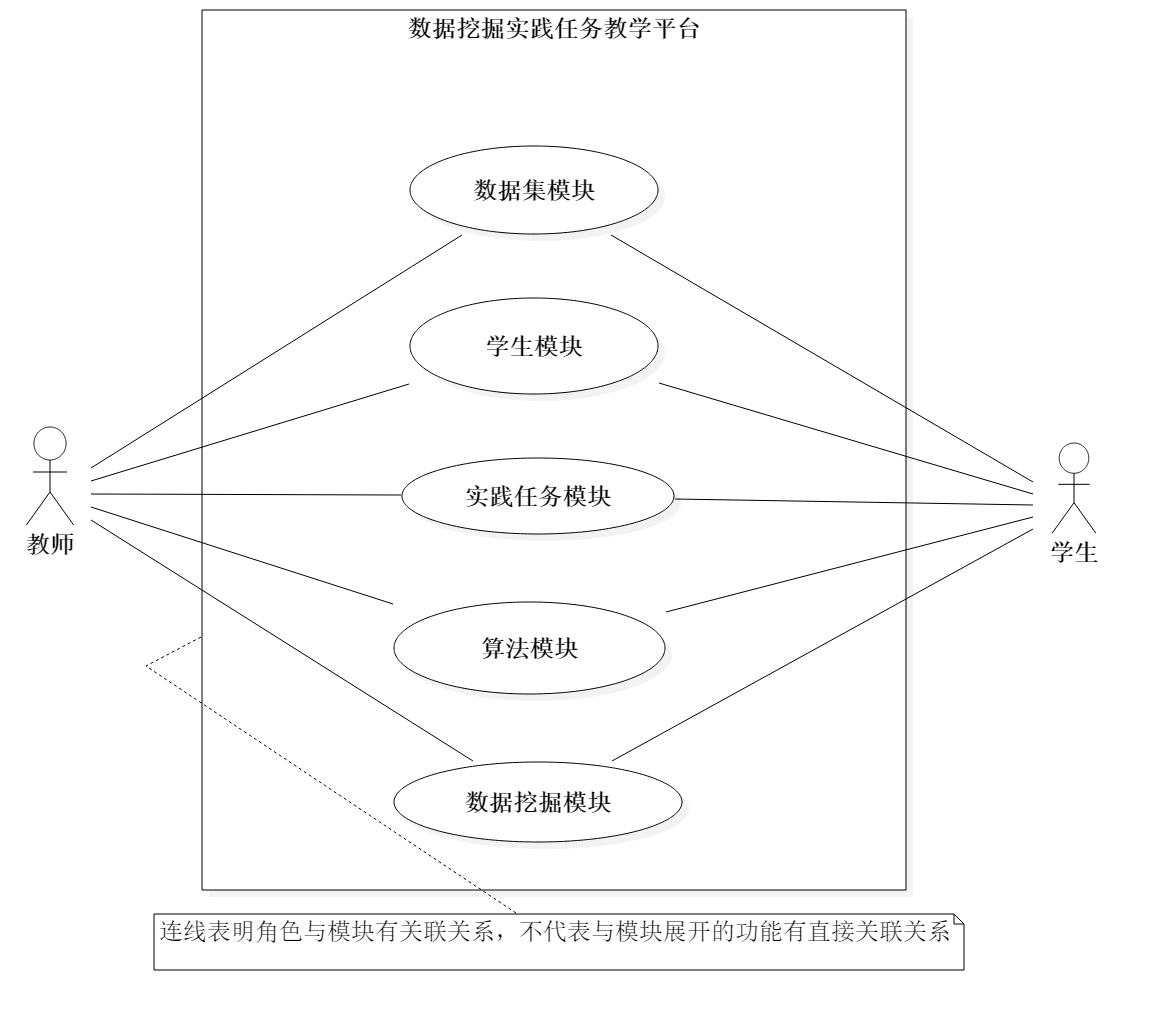 数据挖掘实践任务教学平台
数据集模块
学生模块
实践任务模块
教师
学生
算法模块
数据挖掘模块
连线表明角色与模块有关联关系，不代表与模块展开的功能有直接关联关系